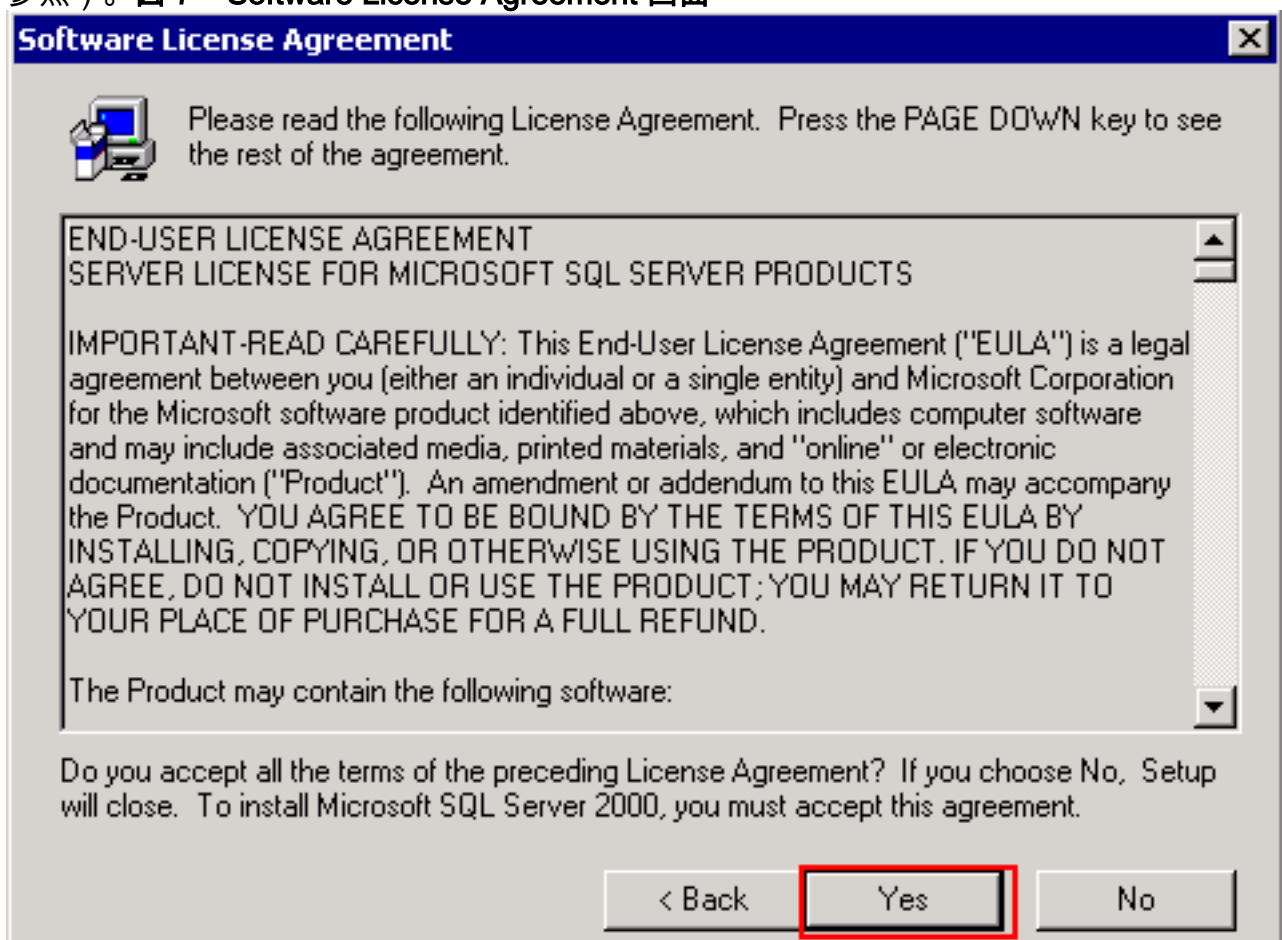 参照）。図 7 Software License Agreement 画面
Software License Agreement
Please read the following License Agreement. Press the PAGE DOWN key to see
the rest of the agreement.
END-USER LICENSE AGREEMENT
SERVER LICENSE FOR MICROSOFT SQL SERVER PRODUCTS
IMPORTANT-READ CAREFULLY: This End-User License Agreement ("EULA") is a legal
agreement between you (either an individual or a single entity) and Microsoft Corporation
for the Microsoft software product identified above, which includes computer software
and may include associated media, printed materials, and "online" or electronic
documentation ("Product"). An amendment or addendum to this EULA may accompany
the Product. YOU AGREE TO BE BOUND BY THE TERMS OF THIS EULA BY
INSTALLING, COPYING, OR OTHERWISE USING THE PRODUCT. IF YOU DO NOT
AGREE, DO NOT INSTALL OR USE THE PRODUCT; YOU MAY RETURN IT TO
YOUR PLACE OF PURCHASE FOR A FULL REFUND.
The Product may contain the following software:
Do you accept all the terms of the preceding License Agreement? If you choose No, Setup
will close. To install Microsoft SQL Server 2000, you must accept this agreement.
< Back Yes No